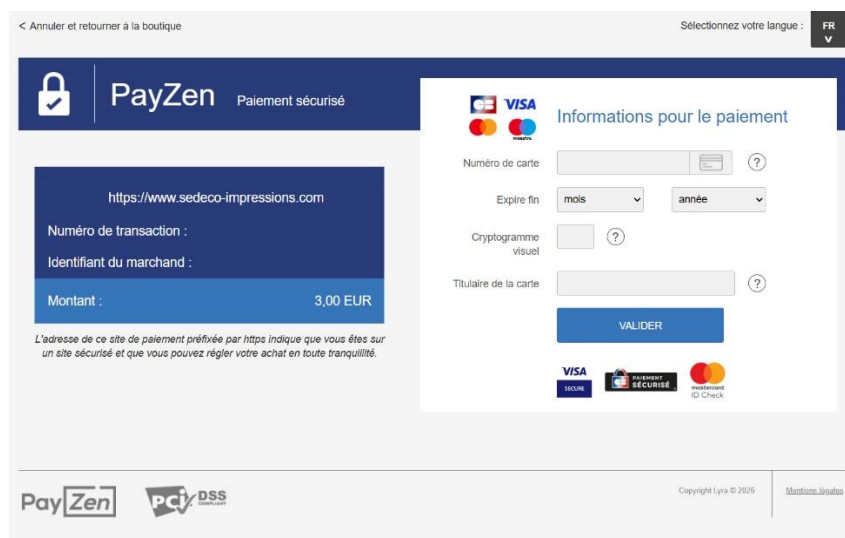 < Annuler et retourner à la boutique
Sélectionnez votre langue :
FR
PayZen Paiement sécurisé
https://www.sedeco-impressions.com
Numéro de transaction :
Identifiant du marchand :
Montant : 3,00 EUR
L'adresse de ce site de paiement préfixée par https indique que vous êtes sur
un site sécurisé et que vous pouvez régler votre achat en toute tranquillité.
CB VISA
maestro
Informations pour le paiement
Numéro de carte ?
Expire fin mois année
Cryptogramme
visuel ?
Titulaire de la carte ?
VALIDER
VISA
SECURE
CB PAIEMENT
SÉCURISÉ
mastercard
ID Check
PayZen
PCI DSS
COMPLIANT
Copyright Lyra © 2026
Mentions légales